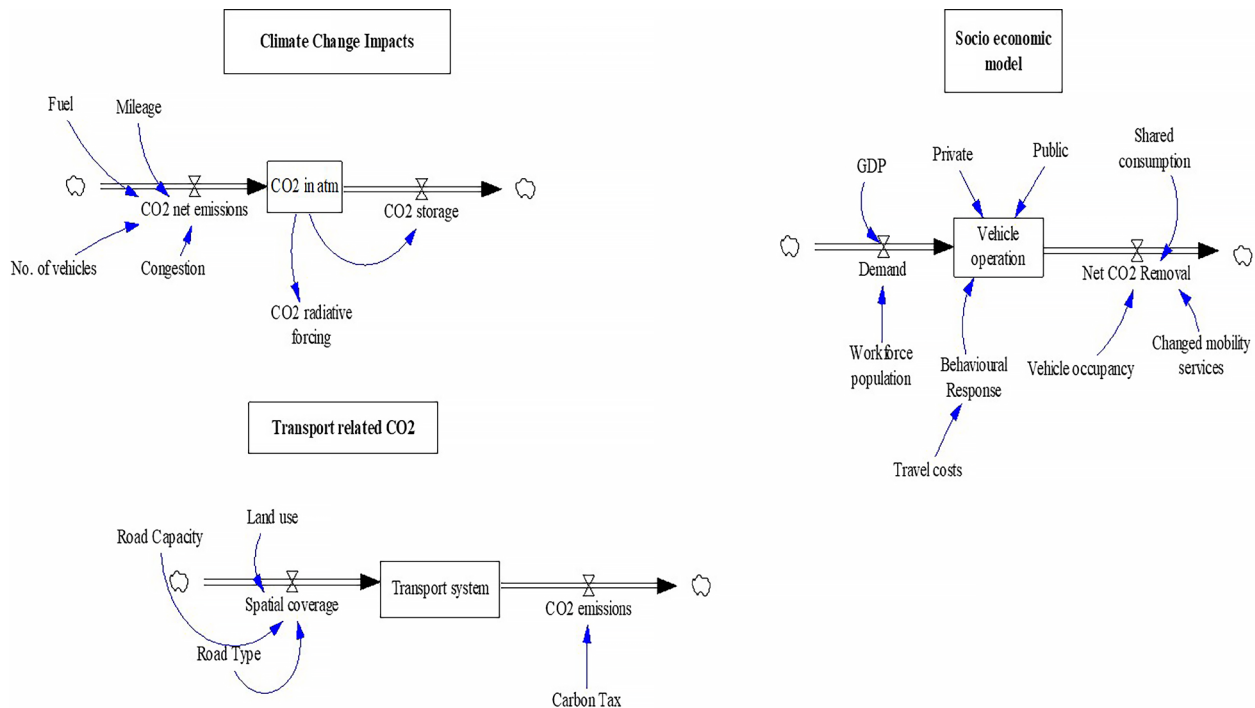 Climate Change Impacts
Fuel
Mileage
CO2 in atm
CO2 net emissions
CO2 storage
No. of vehicles
Congestion
CO2 radiative
forcing
Socio economic
model
Shared
consumption
Private
Public
GDP
Vehicle
operation
Demand
Net CO2 Removal
Workforce
population
Behavioural
Response
Vehicle occupancy
Changed mobility
services
Travel costs
Transport related CO2
Land use
Road Capacity
Transport system
Spatial coverage
CO2 emissions
Road Type
Carbon Tax